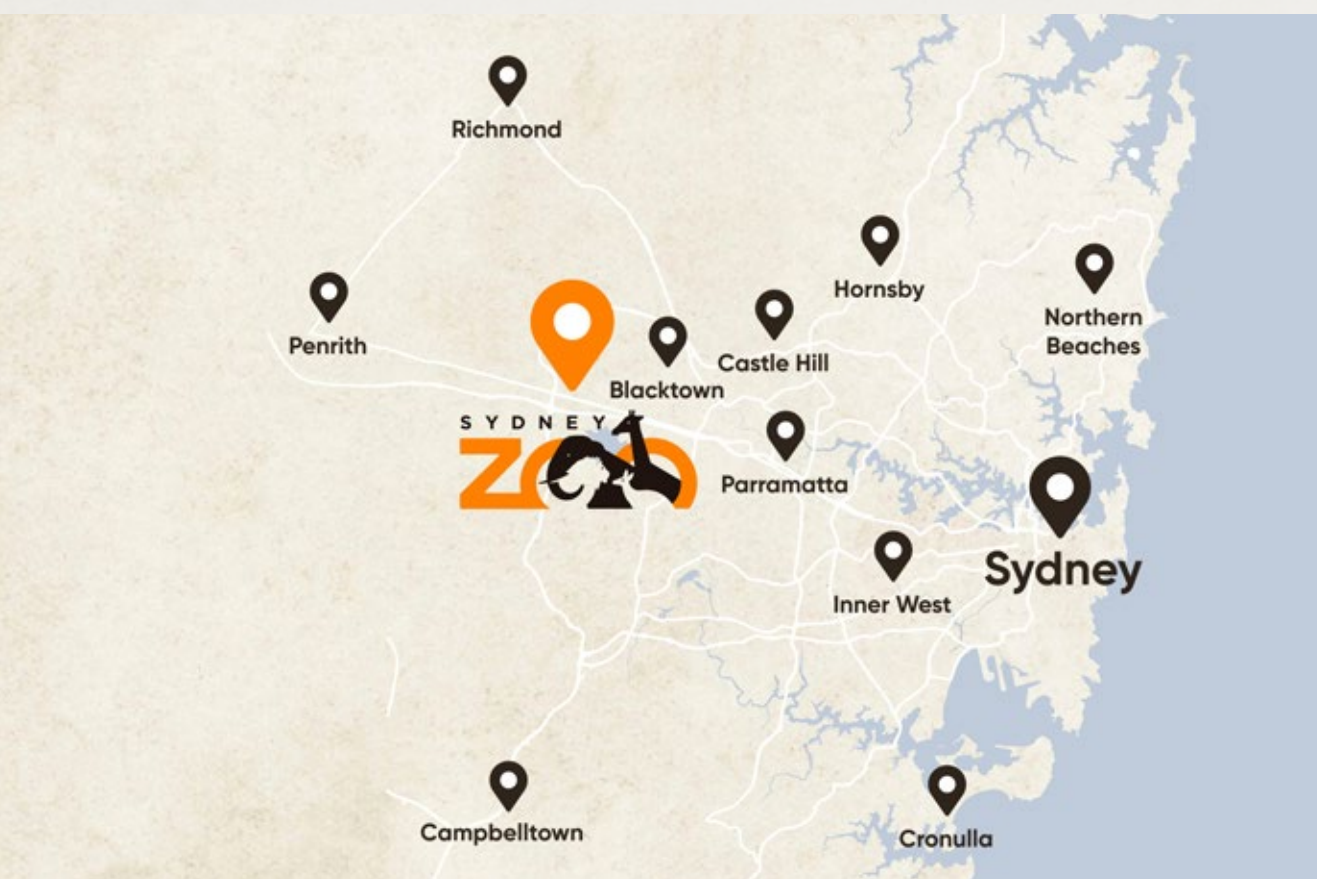 Richmond
Hornsby
Northern
Beaches
Penrith
Castle Hill
Blacktown
SYDNEY
ZOO
Parramatta
Sydney
Inner West
Campbelltown
Cronulla